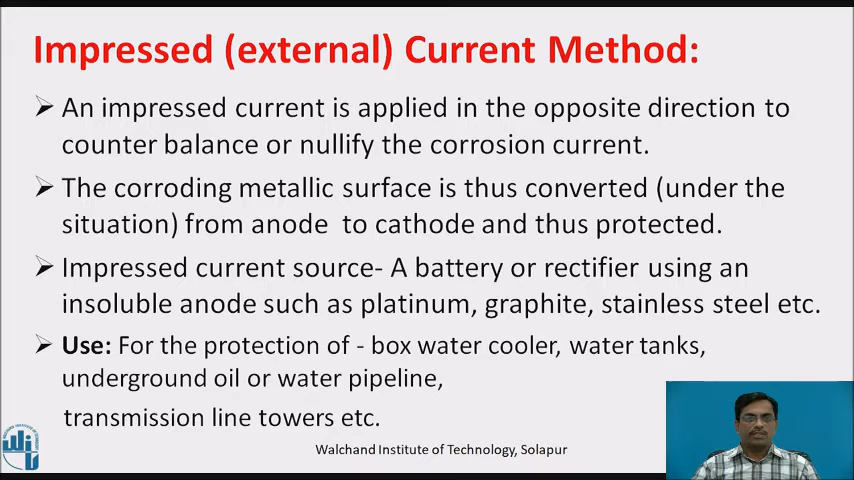 Impressed (external) Current Method:
An impressed current is applied in the opposite direction to
counter balance or nullify the corrosion current.
The corroding metallic surface is thus converted (under the
situation) from anode to cathode and thus protected.
Impressed current source- A battery or rectifier using an
insoluble anode such as platinum, graphite, stainless steel etc.
Use: For the protection of - box water cooler, water tanks,
underground oil or water pipeline,
transmission line towers etc.
Walchand Institute of Technology, Solapur